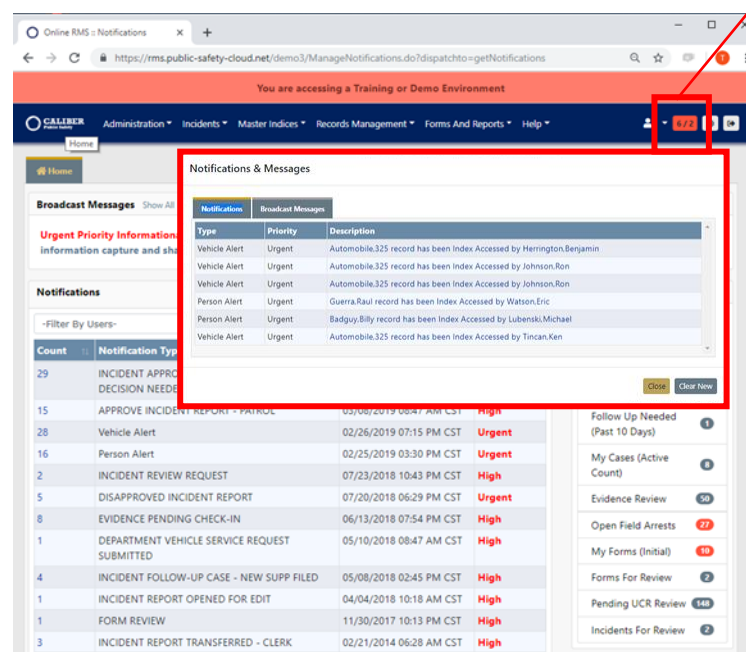 Online RMS :: Notifications
https://rms.public-safety-cloud.net/demo3/ManageNotifications.do?dispatchto=getNotifications
You are accessing a Training or Demo Environment
CALIBER
Public Safety
Administration Incidents Master Indices Records Management Forms And Reports Help
6/2
Home
Home
Notifications & Messages
Broadcast Messages Show All
Notifications Broadcast Messages
Urgent Priority Information
information capture and sha
Type Priority Description
Vehicle Alert Urgent Automobile,325 record has been Index Accessed by Herrington,Benjamin
Vehicle Alert Urgent Automobile,325 record has been Index Accessed by Johnson,Ron
Vehicle Alert Urgent Automobile,325 record has been Index Accessed by Johnson,Ron
Person Alert Urgent Guerra,Raul record has been Index Accessed by Watson,Eric
Person Alert Urgent Badguy,Billy record has been Index Accessed by Lubenski,Michael
Vehicle Alert Urgent Automobile,325 record has been Index Accessed by Tincan,Ken
Close Clear New
Notifications
-Filter By Users-
Count Notification Typ
29 INCIDENT APPRO
DECISION NEEDE
15 APPROVE INCIDENT REPORT - PATROL 03/08/2019 08:47 AM CST High
28 Vehicle Alert 02/26/2019 07:15 PM CST Urgent
16 Person Alert 02/25/2019 03:30 PM CST Urgent
2 INCIDENT REVIEW REQUEST 07/23/2018 10:43 PM CST High
5 DISAPPROVED INCIDENT REPORT 07/20/2018 06:29 PM CST Urgent
8 EVIDENCE PENDING CHECK-IN 06/13/2018 07:54 PM CST High
1 DEPARTMENT VEHICLE SERVICE REQUEST
SUBMITTED 05/10/2018 08:47 AM CST High
4 INCIDENT FOLLOW-UP CASE - NEW SUPP FILED 05/08/2018 02:45 PM CST High
1 INCIDENT REPORT OPENED FOR EDIT 04/04/2018 10:18 AM CST High
1 FORM REVIEW 11/30/2017 10:13 PM CST High
3 INCIDENT REPORT TRANSFERRED - CLERK 02/21/2014 06:28 AM CST High
Follow Up Needed
(Past 10 Days) 1
My Cases (Active
Count) 8
Evidence Review 50
Open Field Arrests 27
My Forms (Initial) 10
Forms For Review 2
Pending UCR Review 148
Incidents For Review 2